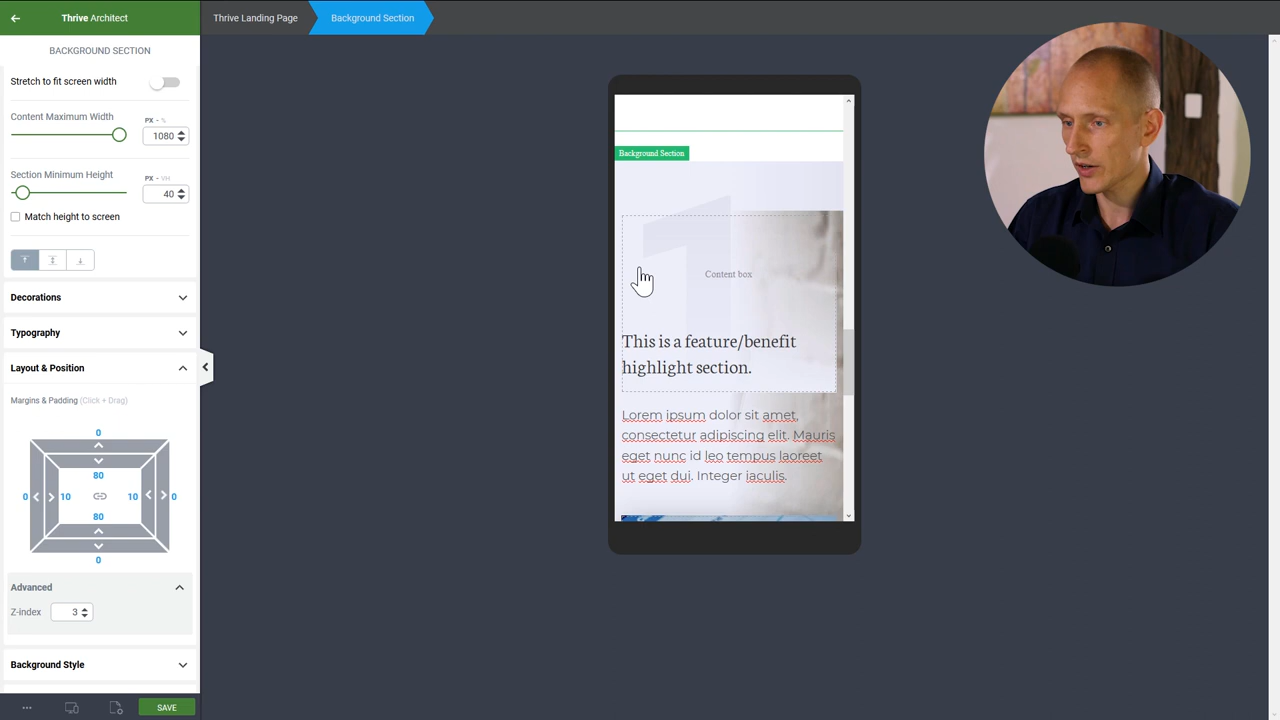 Thrive Architect
Thrive Landing Page
Background Section
BACKGROUND SECTION
Stretch to fit screen width
Content Maximum Width
PX - %
1080
Section Minimum Height
PX - VH
40
Match height to screen
Decorations
Typography
Layout & Position
Margins & Padding (Click + Drag)
0
80
0
10
10
0
80
0
Advanced
Z-index
3
Background Style
SAVE
Background Section
1
Content box
This is a feature/benefit
highlight section.
Lorem ipsum dolor sit amet,
consectetur adipiscing elit. Mauris
eget nunc id leo tempus laoreet
ut eget dui. Integer iaculis.